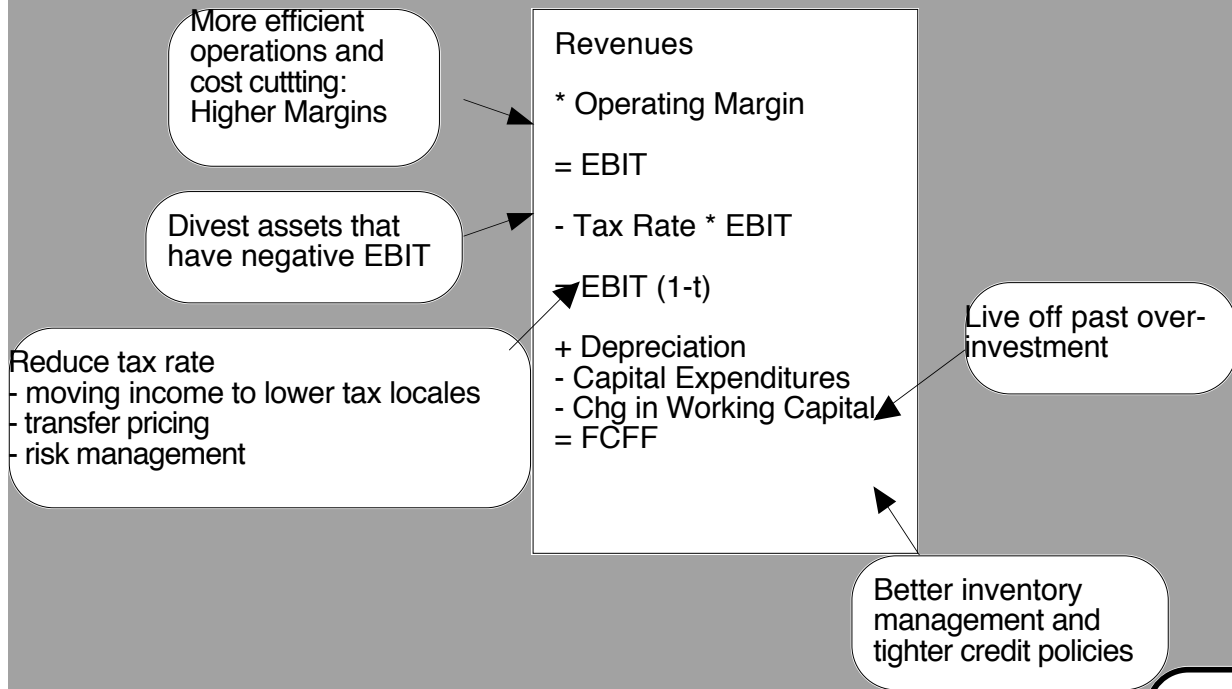 More efficient
operations and
cost cuttting:
Higher Margins
Revenues
* Operating Margin
= EBIT
- Tax Rate * EBIT
= EBIT (1-t)
+ Depreciation
- Capital Expenditures
- Chg in Working Capital
= FCFF
Divest assets that
have negative EBIT
Reduce tax rate
- moving income to lower tax locales
- transfer pricing
- risk management
Live off past over-
investment
Better inventory
management and
tighter credit policies